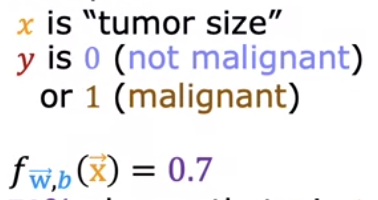 x is “tumor size”
y is 0 (not malignant)
or 1 (malignant)
f w⃗,b (x⃗) = 0.7